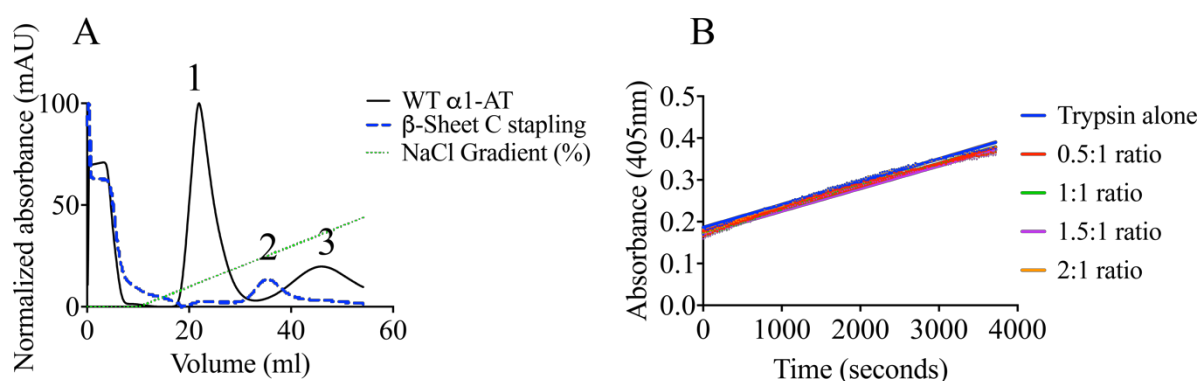 A
Normalized absorbance (mAU)
100
50
0
0
20
40
60
Volume (ml)
1
2
3
WT α1-AT
β-Sheet C stapling
NaCl Gradient (%)
B
Absorbance (405nm)
0.5
0.4
0.3
0.2
0.1
0.0
0
1000
2000
3000
4000
Time (seconds)
Trypsin alone
0.5:1 ratio
1:1 ratio
1.5:1 ratio
2:1 ratio